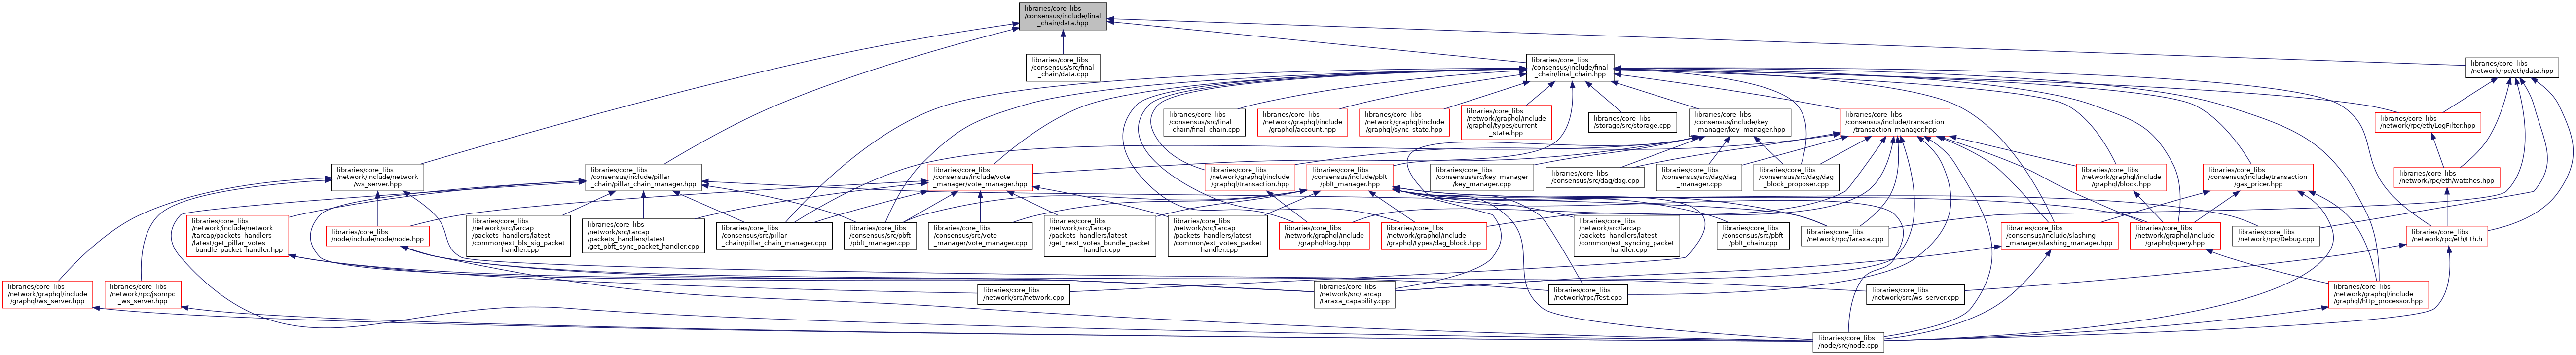 libraries/core_libs
/consensus/include/final
_chain/data.hpp
libraries/core_libs
/consensus/src/final
_chain/data.cpp
libraries/core_libs
/consensus/include/final
_chain/final_chain.hpp
libraries/core_libs
/network/rpc/eth/data.hpp
libraries/core_libs
/consensus/src/final
_chain/final_chain.cpp
libraries/core_libs
/network/graphql/include
/graphql/account.hpp
libraries/core_libs
/network/graphql/include
/graphql/sync_state.hpp
libraries/core_libs
/network/graphql/include
/graphql/types/current
_state.hpp
libraries/core_libs
/storage/src/storage.cpp
libraries/core_libs
/consensus/include/key
_manager/key_manager.hpp
libraries/core_libs
/consensus/include/transaction
/transaction_manager.hpp
libraries/core_libs
/network/rpc/eth/LogFilter.hpp
libraries/core_libs
/network/include/network
/ws_server.hpp
libraries/core_libs
/consensus/include/pillar
_chain/pillar_chain_manager.hpp
libraries/core_libs
/consensus/include/vote
_manager/vote_manager.hpp
libraries/core_libs
/network/graphql/include
/graphql/transaction.hpp
libraries/core_libs
/consensus/include/pbft
/pbft_manager.hpp
libraries/core_libs
/consensus/src/key_manager
/key_manager.cpp
libraries/core_libs
/consensus/src/dag/dag.cpp
libraries/core_libs
/consensus/src/dag/dag
_manager.cpp
libraries/core_libs
/consensus/src/dag/dag
_block_proposer.cpp
libraries/core_libs
/network/graphql/include
/graphql/block.hpp
libraries/core_libs
/consensus/include/transaction
/gas_pricer.hpp
libraries/core_libs
/network/rpc/eth/watches.hpp
libraries/core_libs
/network/include/network
/tarcap/packets_handlers
/latest/get_pillar_votes
_bundle_packet_handler.hpp
libraries/core_libs
/node/include/node/node.hpp
libraries/core_libs
/network/src/tarcap
/packets_handlers/latest
/common/ext_bls_sig_packet
_handler.cpp
libraries/core_libs
/network/src/tarcap
/packets_handlers/latest
/get_pbft_sync_packet_handler.cpp
libraries/core_libs
/consensus/src/pillar
_chain/pillar_chain_manager.cpp
libraries/core_libs
/consensus/src/pbft
/pbft_manager.cpp
libraries/core_libs
/consensus/src/vote
_manager/vote_manager.cpp
libraries/core_libs
/network/src/tarcap
/packets_handlers/latest
/get_next_votes_bundle_packet
_handler.cpp
libraries/core_libs
/network/src/tarcap
/packets_handlers/latest
/common/ext_votes_packet
_handler.cpp
libraries/core_libs
/network/graphql/include
/graphql/log.hpp
libraries/core_libs
/network/graphql/include
/graphql/types/dag_block.hpp
libraries/core_libs
/network/src/tarcap
/packets_handlers/latest
/common/ext_syncing_packet
_handler.cpp
libraries/core_libs
/consensus/src/pbft
/pbft_chain.cpp
libraries/core_libs
/network/rpc/Taraxa.cpp
libraries/core_libs
/consensus/include/slashing
_manager/slashing_manager.hpp
libraries/core_libs
/network/graphql/include
/graphql/query.hpp
libraries/core_libs
/network/rpc/Debug.cpp
libraries/core_libs
/network/rpc/eth/Eth.h
libraries/core_libs
/network/graphql/include
/graphql/ws_server.hpp
libraries/core_libs
/network/rpc/jsonrpc
_ws_server.hpp
libraries/core_libs
/network/src/network.cpp
libraries/core_libs
/network/src/tarcap
/taraxa_capability.cpp
libraries/core_libs
/network/rpc/Test.cpp
libraries/core_libs
/network/src/ws_server.cpp
libraries/core_libs
/network/graphql/include
/graphql/http_processor.hpp
libraries/core_libs
/node/src/node.cpp